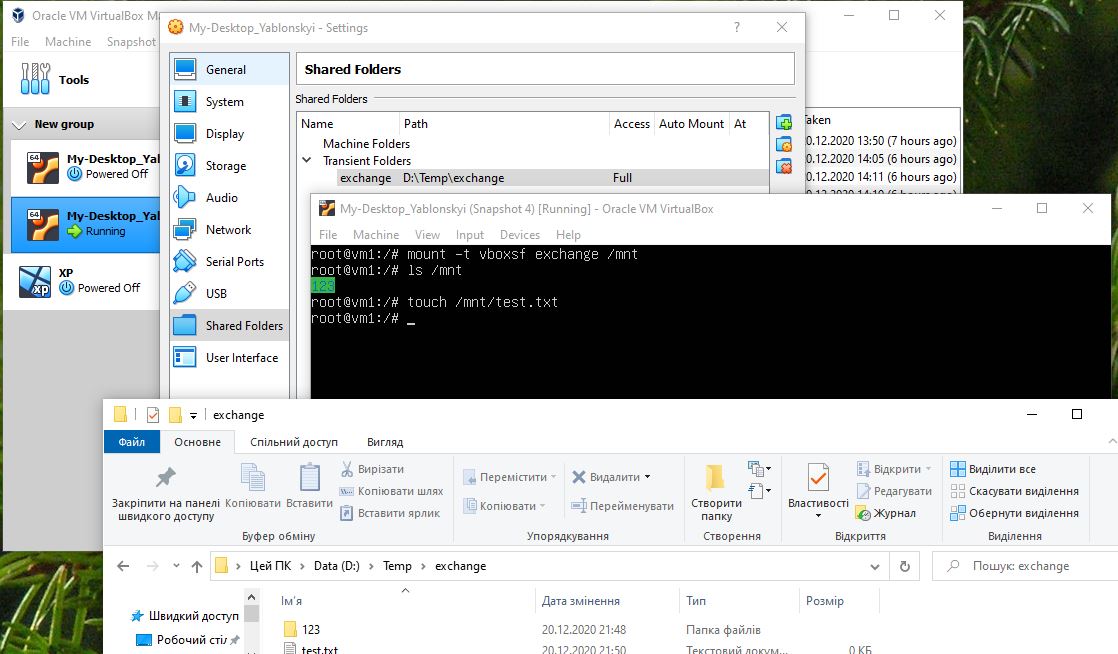 Oracle VM VirtualBox Ma
File Machine Snapshot
Tools
New group
64
My-Desktop_Yal
Powered Off
64
My-Desktop_Yal
Running
XP
xp
Powered Off
My-Desktop_Yablonskyi - Settings
?
General
System
Display
Storage
Audio
Network
Serial Ports
USB
Shared Folders
User Interface
Shared Folders
Shared Folders
Name Path Access Auto Mount At
Machine Folders
Transient Folders
exchange D:\Temp\exchange Full
aken
0.12.2020 13:50 (7 hours ago)
0.12.2020 14:05 (6 hours ago)
0.12.2020 14:11 (6 hours ago)
64
My-Desktop_Yablonskyi (Snapshot 4) [Running] - Oracle VM VirtualBox
File Machine View Input Devices Help
root@vm1:/# mount -t vboxsf exchange /mnt
root@vm1:/# ls /mnt
123
root@vm1:/# touch /mnt/test.txt
root@vm1:/# _
exchange
Файл Основне Спільний доступ Вигляд
Закріпити на панелі
швидкого доступу
Копіювати
Вставити
Вирізати
Копіювати шлях
Вставити ярлик
Буфер обміну
Перемістити
Копіювати
Видалити
Перейменувати
Упорядкування
Створити
папку
Створення
Властивості
Відкрити
Редагувати
Журнал
Відкриття
Виділити все
Скасувати виділення
Обернути виділення
Виділення
Цей ПК > Data (D:) > Temp > exchange
Пошук: exchange
Швидкий доступ
Робочий стіл
Ім'я Дата змінення Тип Розмір
123 20.12.2020 21:48 Папка файлів
test.txt 20.12.2020 21:50 Текстовий докум... 0 КБ